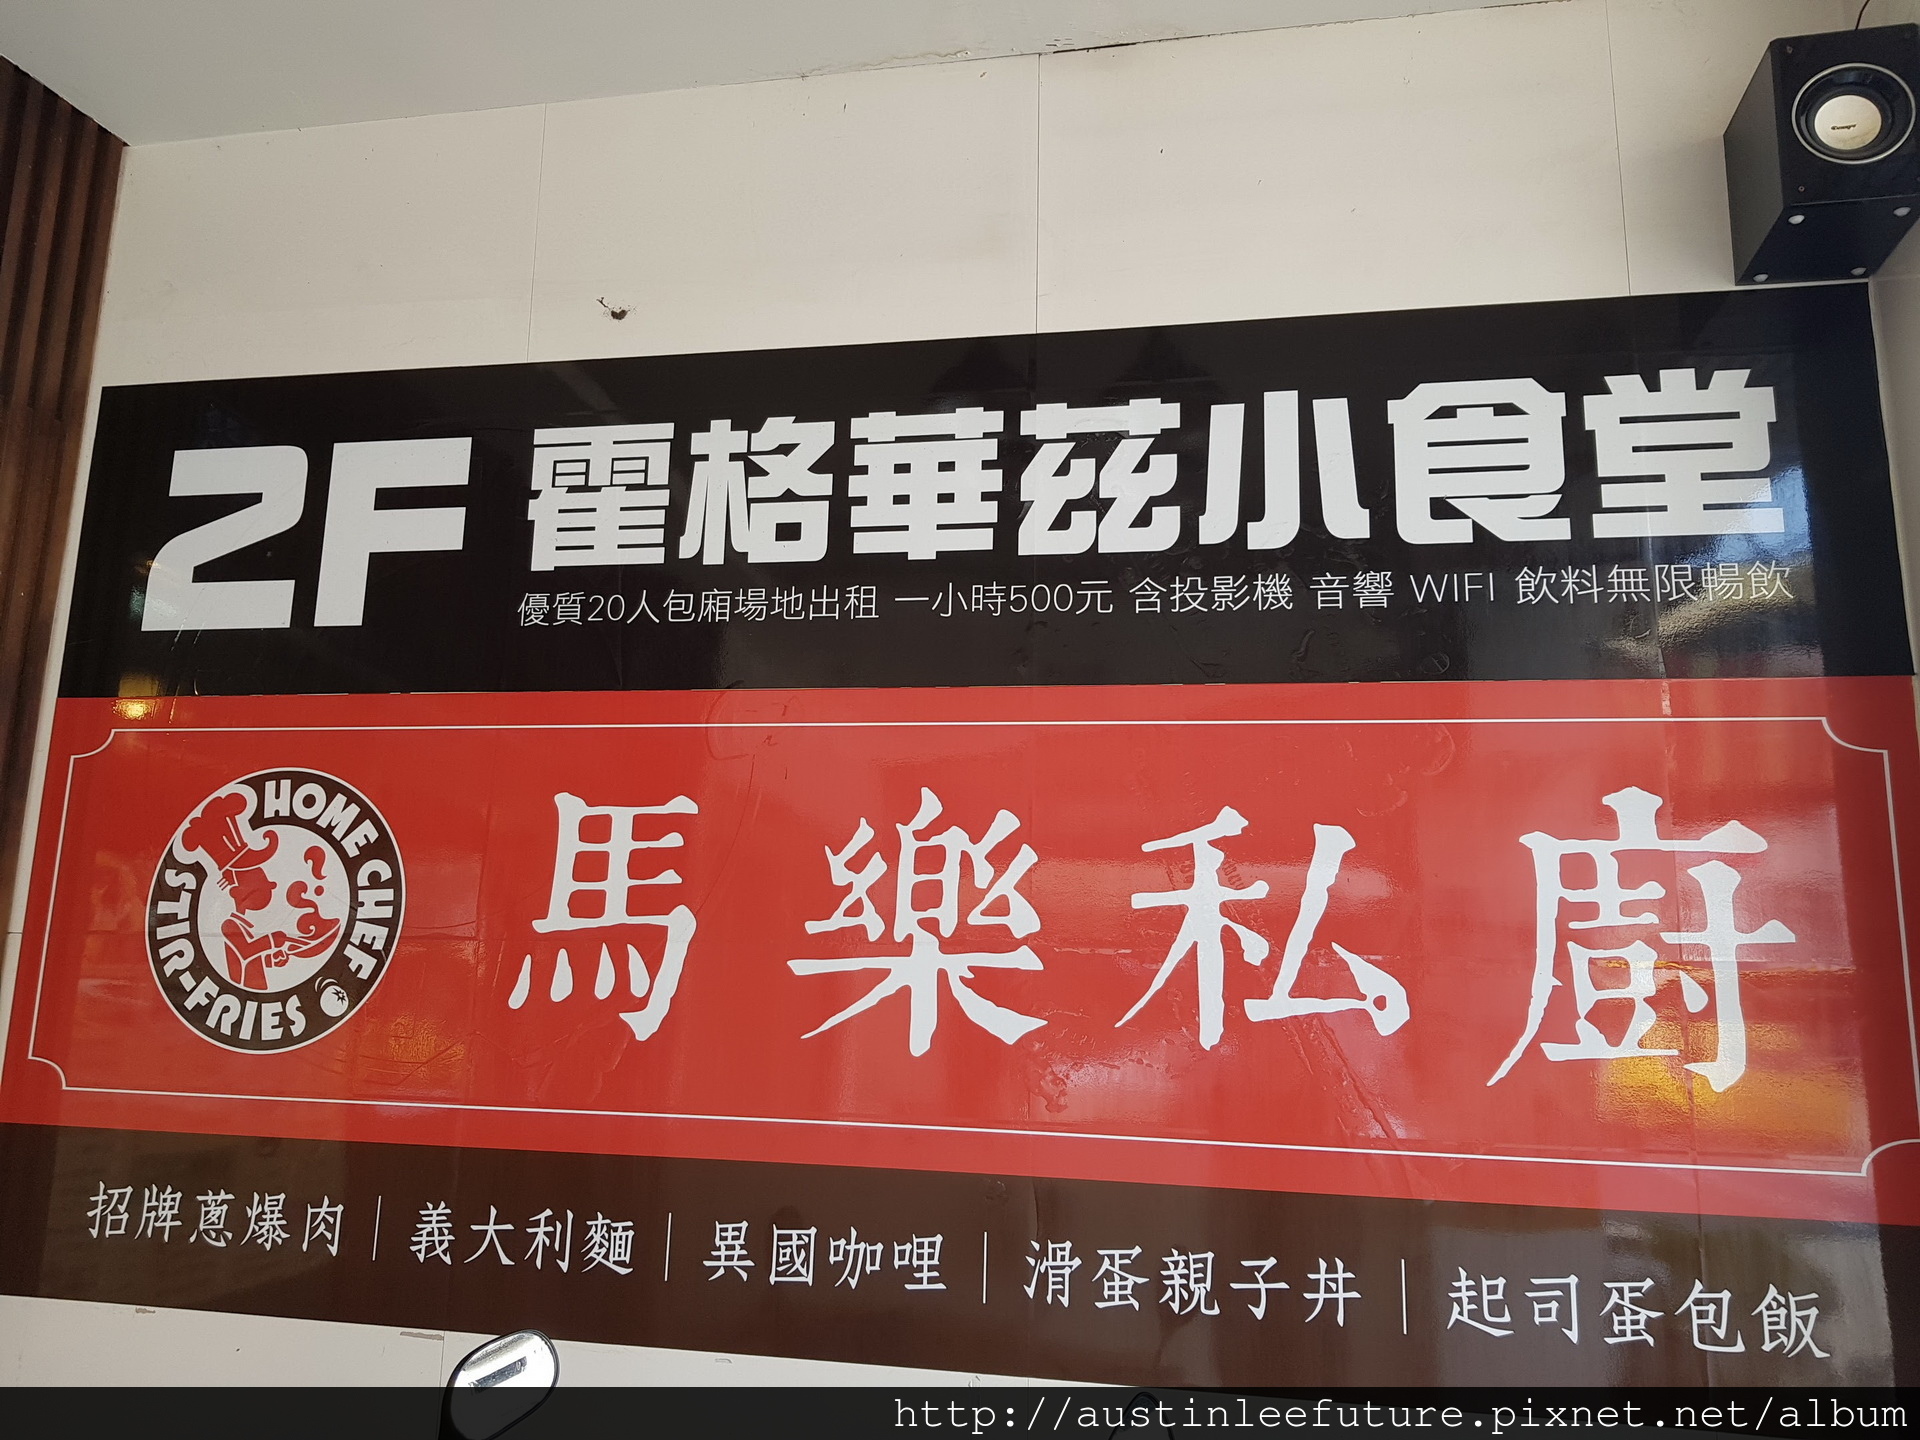 2F 霍格華茲小食堂
優質20人包廂場地出租 一小時500元 含投影機 音響 WIFI 飲料無限暢飲
HOME CHEF
STIR-FRIES
馬樂私廚
招牌蔥爆肉｜義大利麵｜異國咖哩｜滑蛋親子丼｜起司蛋包飯
http://austinleefuture.pixnet.net/album